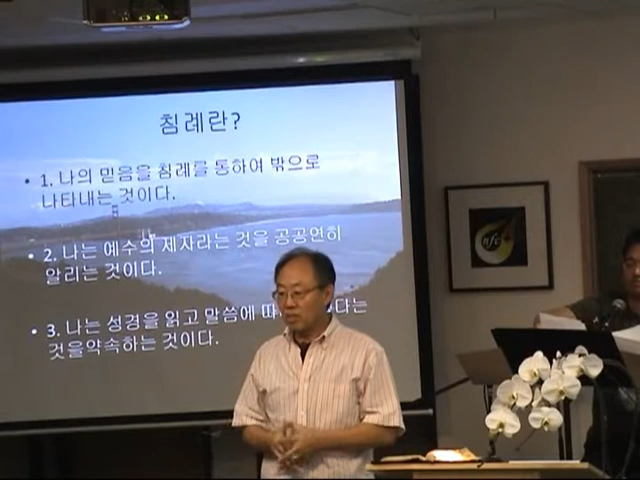 침례란?
• 1. 나의 믿음을 침례를 통하여 밖으로
나타내는 것이다.
• 2. 나는 예수의 제자라는 것을 공공연히
알리는 것이다.
• 3. 나는 성경을 읽고 말씀에
것을약속하는 것이다.
nfc